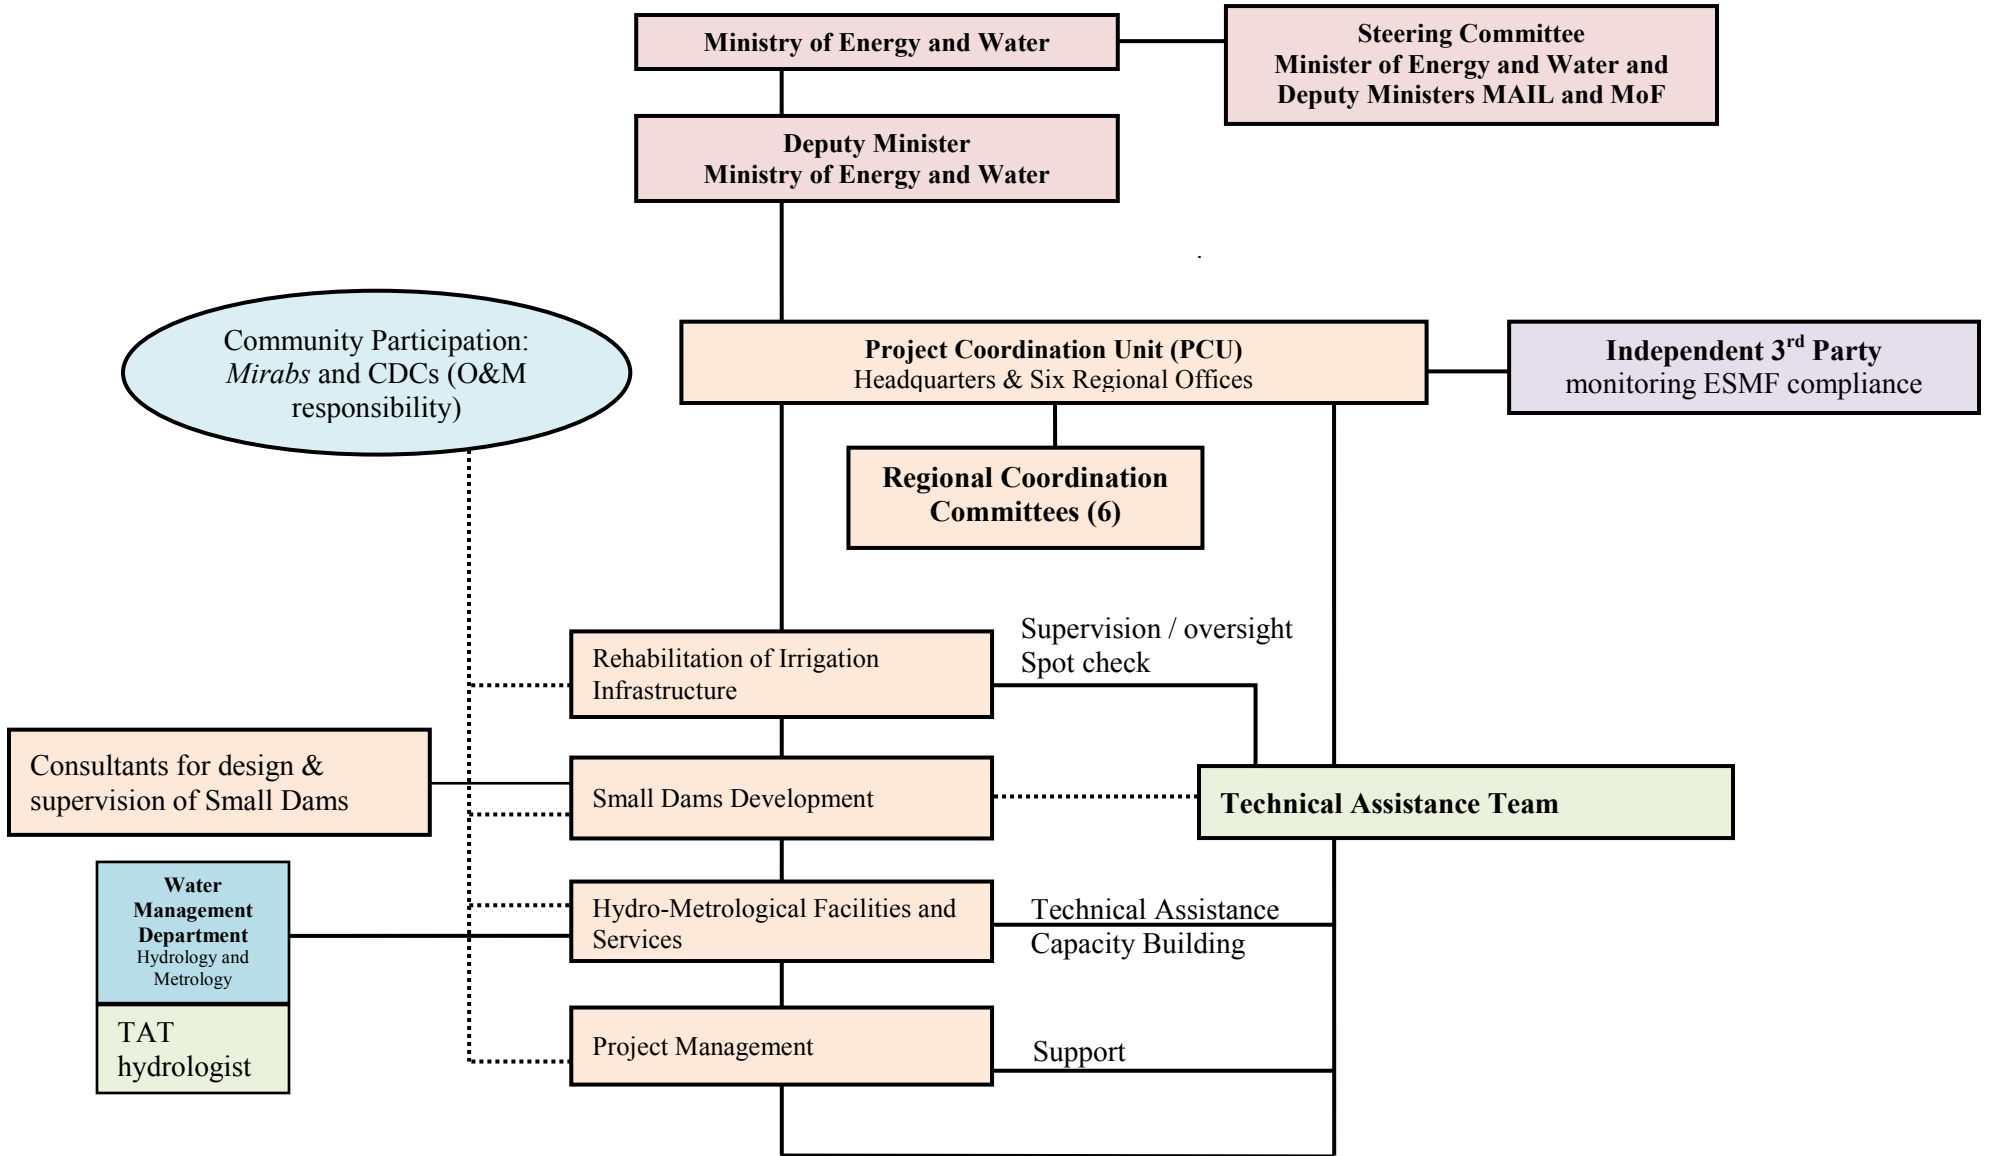 Ministry of Energy and Water
Steering Committee
Minister of Energy and Water and
Deputy Ministers MAIL and MoF
Deputy Minister
Ministry of Energy and Water
Community Participation:
Mirabs and CDCs (O&M
responsibility)
Project Coordination Unit (PCU)
Headquarters & Six Regional Offices
Independent 3rd Party
monitoring ESMF compliance
Regional Coordination
Committees (6)
Rehabilitation of Irrigation
Infrastructure
Supervision / oversight
Spot check
Consultants for design &
supervision of Small Dams
Small Dams Development
Technical Assistance Team
Water
Management
Department
Hydrology and
Metrology
Hydro-Metrological Facilities and
Services
Technical Assistance
Capacity Building
TAT
hydrologist
Project Management
Support